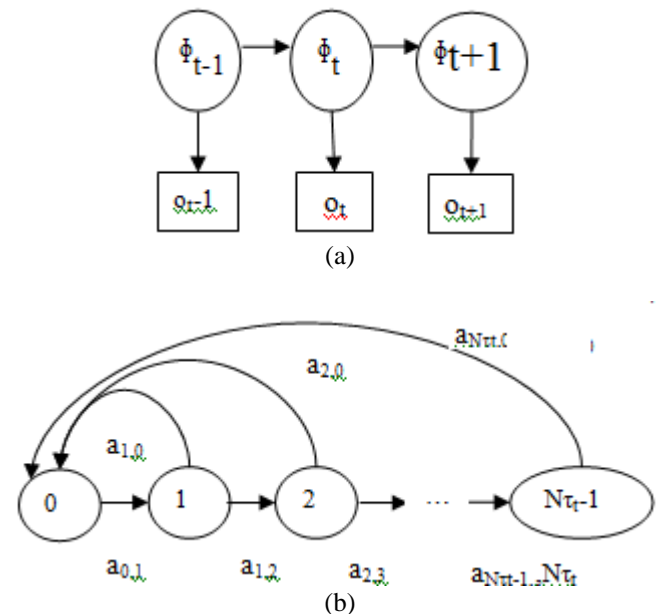 Φt-1 Φt Φt+1
ot-1 ot ot+1
(a)
aNτt,0
a2,0
a1,0
0 1 2 ... Nτt-1
a0,1 a1,2 a2,3
(b)